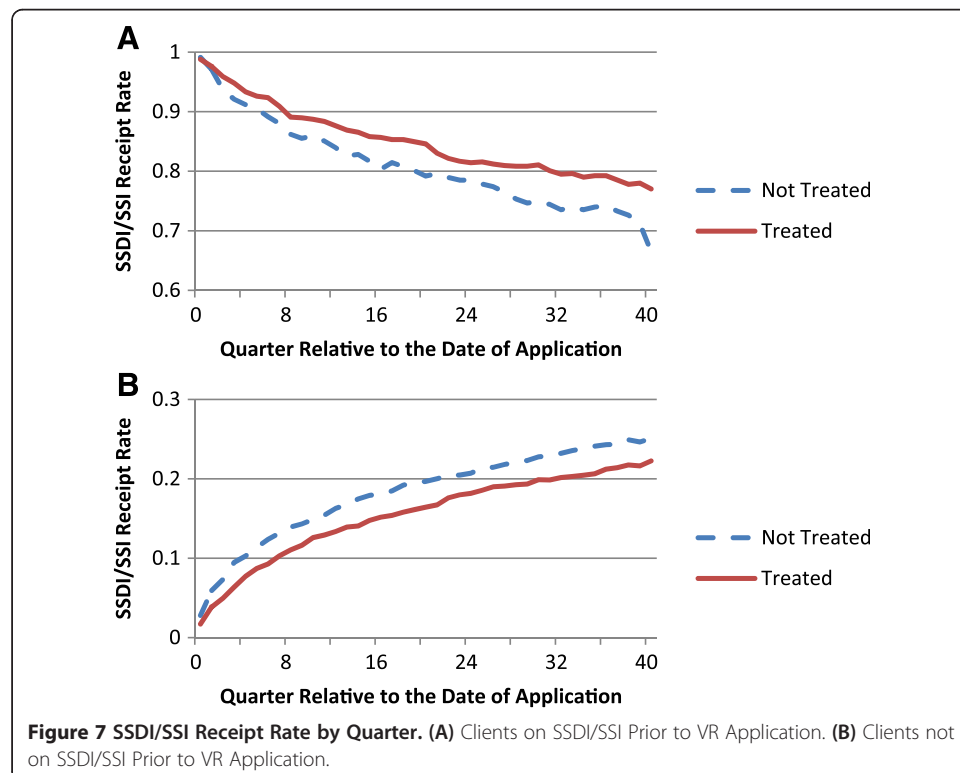 A
1
0.9
0.8
0.7
0.6
SSDI/SSI Receipt Rate
0 8 16 24 32 40
Quarter Relative to the Date of Application
Not Treated
Treated
B
0.3
0.2
0.1
0
SSDI/SSI Receipt Rate
0 8 16 24 32 40
Quarter Relative to the Date of Application
Not Treated
Treated
Figure 7 SSDI/SSI Receipt Rate by Quarter. (A) Clients on SSDI/SSI Prior to VR Application. (B) Clients not
on SSDI/SSI Prior to VR Application.